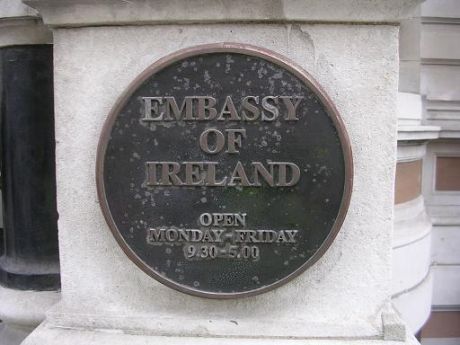 EMBASSY
OF
IRELAND
OPEN
MONDAY-FRIDAY
9.30-5.00